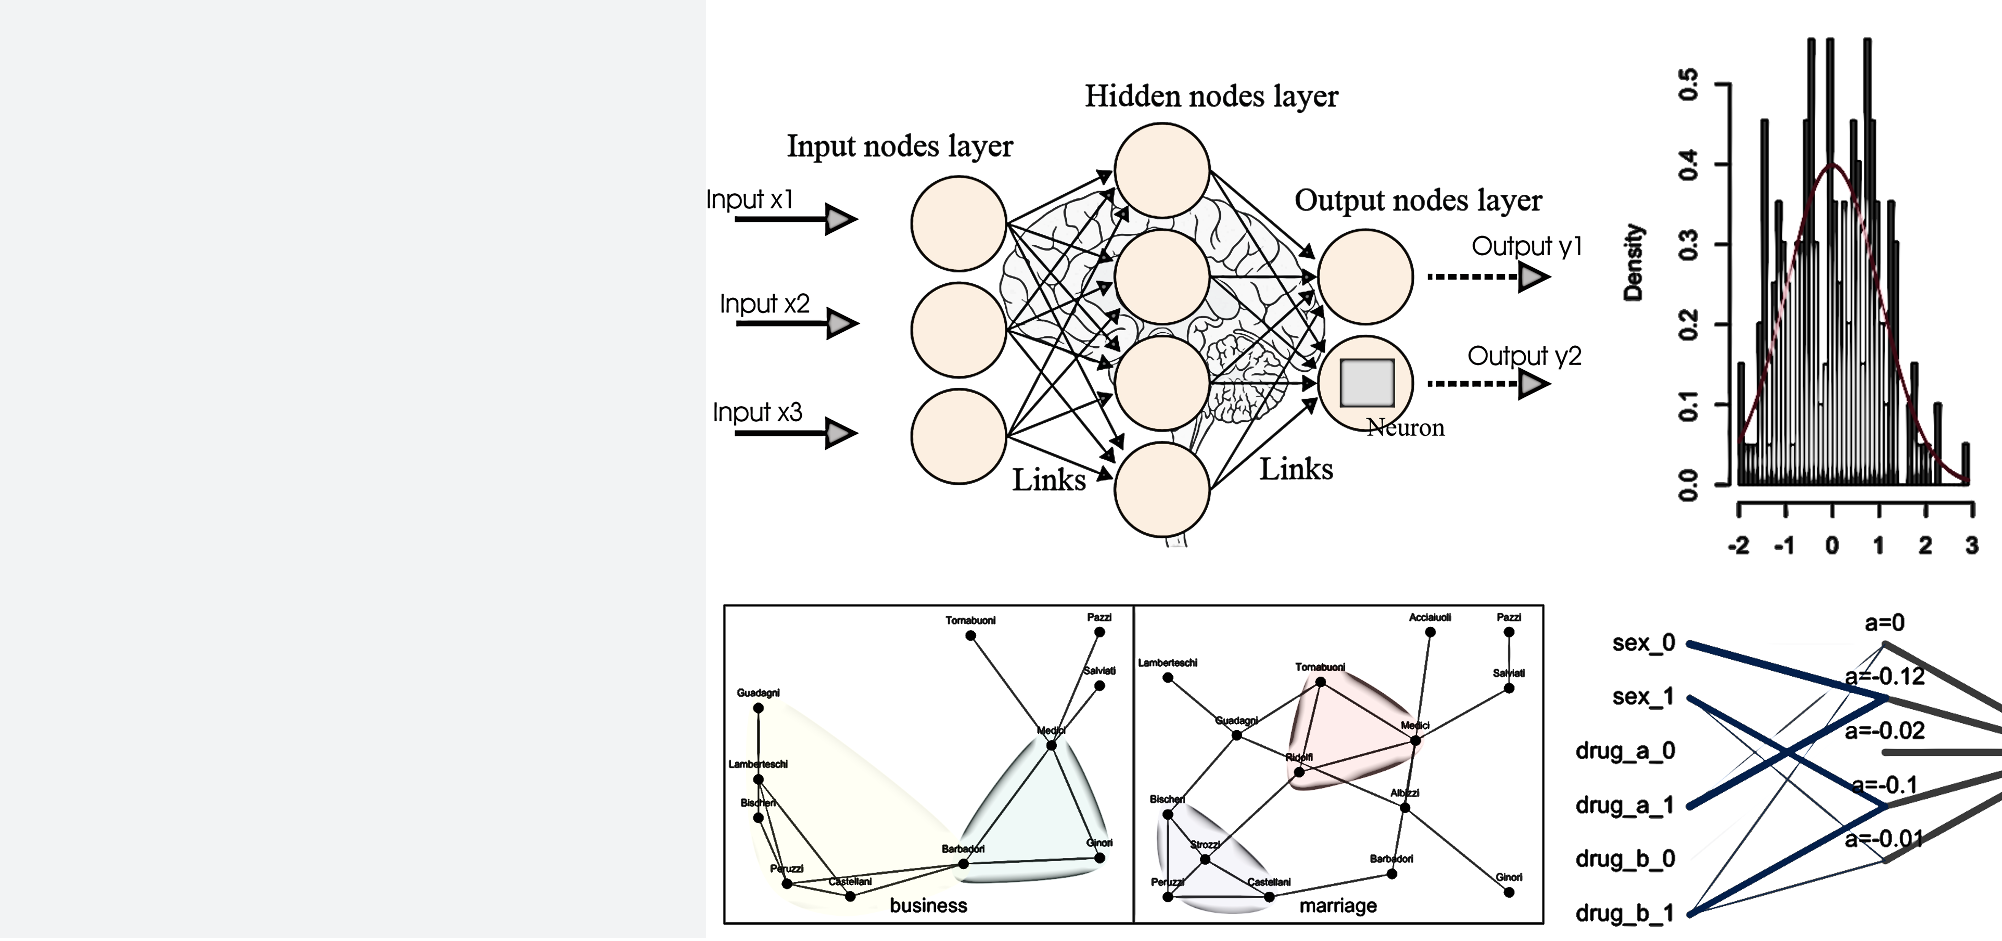 Hidden nodes layer
Input nodes layer
Input x1
Output nodes layer
Output y1
Input x2
Output y2
Input x3
Neuron
Links
Links
Density
0.5
0.4
0.3
0.2
0.1
0.0
-2 -1 0 1 2 3
Tornabuoni
Pazzi
Salviati
Guadagni
Medici
Lamberteschi
Bischeri
Barbadori
Ginori
Peruzzi
Castellani
business
Acciaiuoli
Pazzi
Lamberteschi
Tornabuoni
Salviati
Guadagni
Medici
Ridolfi
Albizzi
Bischeri
Strozzi
Barbadori
Peruzzi
Castellani
Ginori
marriage
sex_0
sex_1
drug_a_0
drug_a_1
drug_b_0
drug_b_1
a=0
a=-0.12
a=-0.02
a=-0.1
a=-0.01